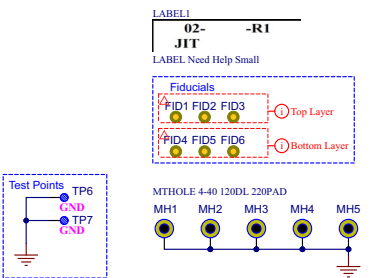 LABEL1
02-    -R1
JIT
LABEL Need Help Small
Fiducials
FID1 FID2 FID3
i Top Layer
FID4 FID5 FID6
i Bottom Layer
Test Points
TP6
GND
TP7
GND
MTHOLE 4-40 120DL 220PAD
MH1 MH2 MH3 MH4 MH5